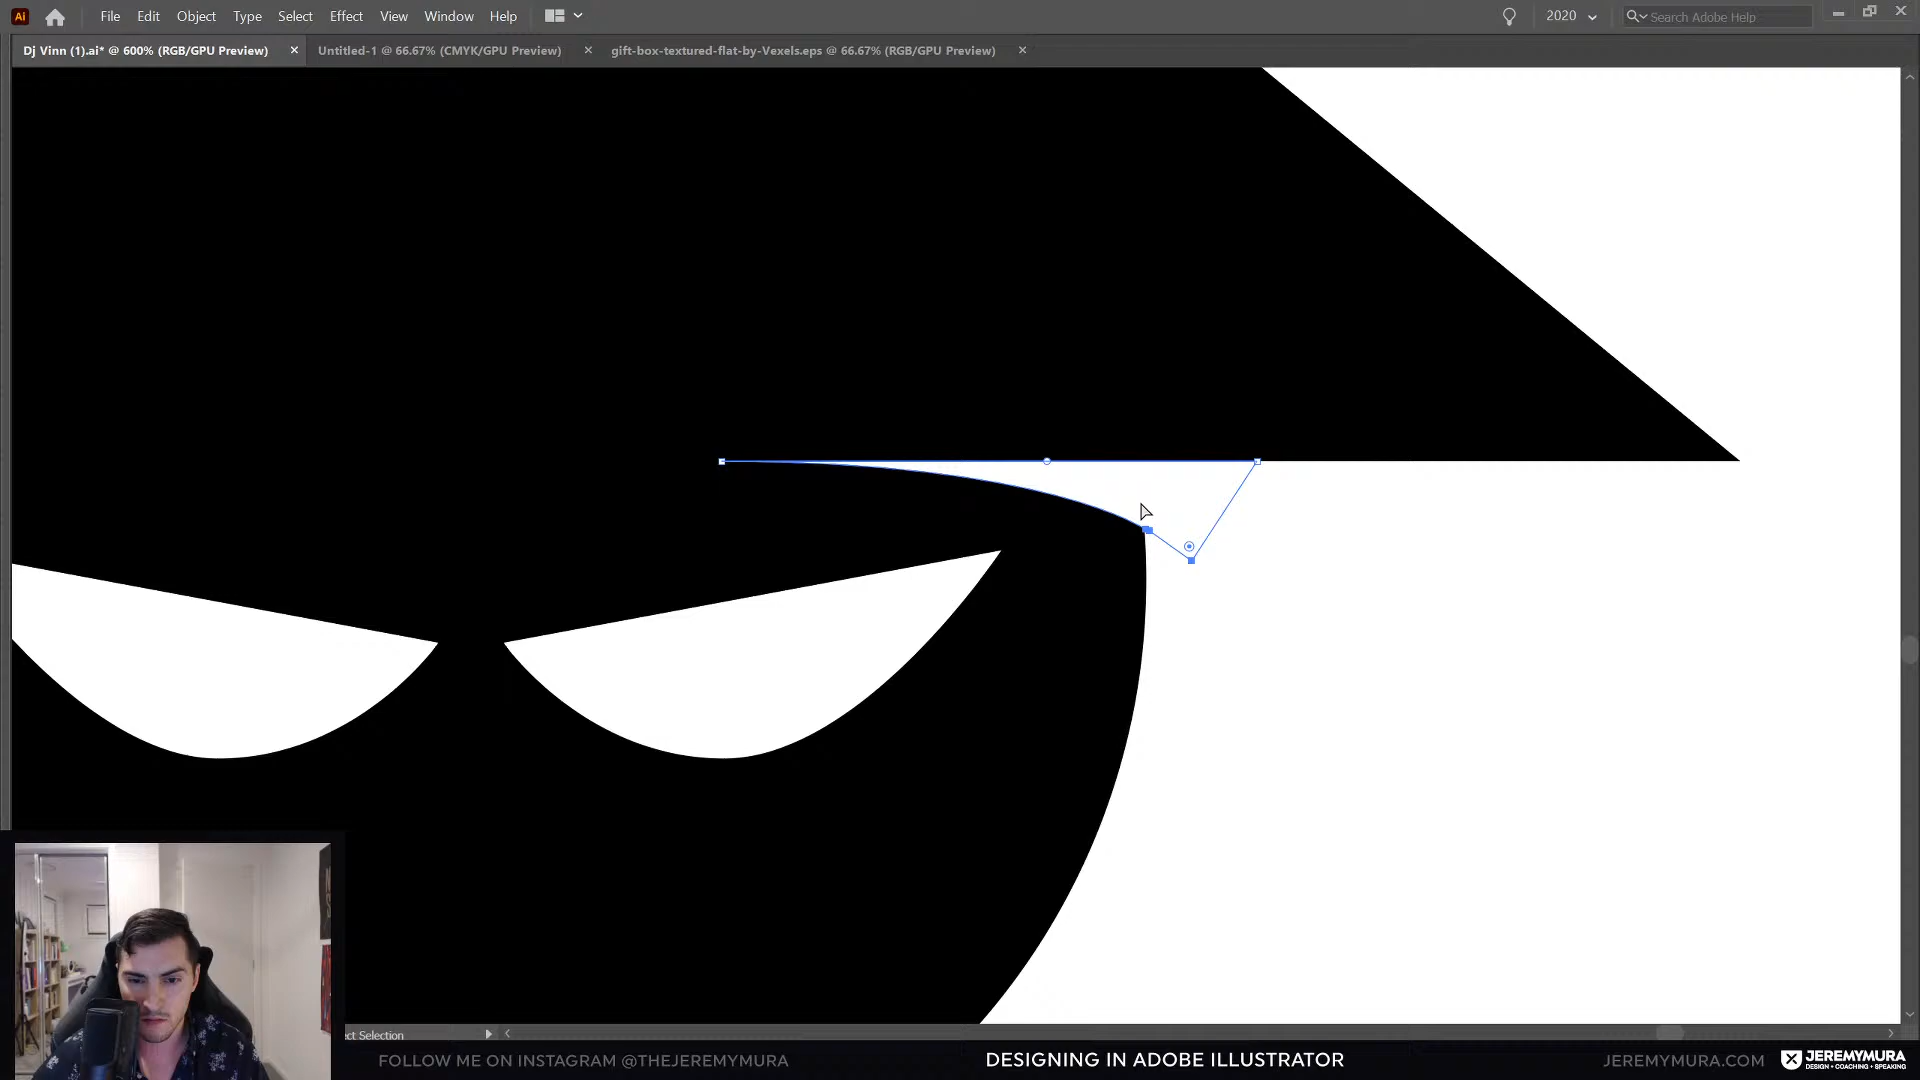 Ai File Edit Object Type Select Effect View Window Help 2020 Search Adobe Help
Dj Vinn (1).ai* @ 600% (RGB/GPU Preview) × Untitled-1 @ 66.67% (CMYK/GPU Preview) × gift-box-textured-flat-by-Vexels.eps @ 66.67% (RGB/GPU Preview) ×
ect Selection
FOLLOW ME ON INSTAGRAM @THEJEREMYMURA DESIGNING IN ADOBE ILLUSTRATOR JEREMYMURA.COM JEREMYMURA
DESIGN • COACHING • SPEAKING